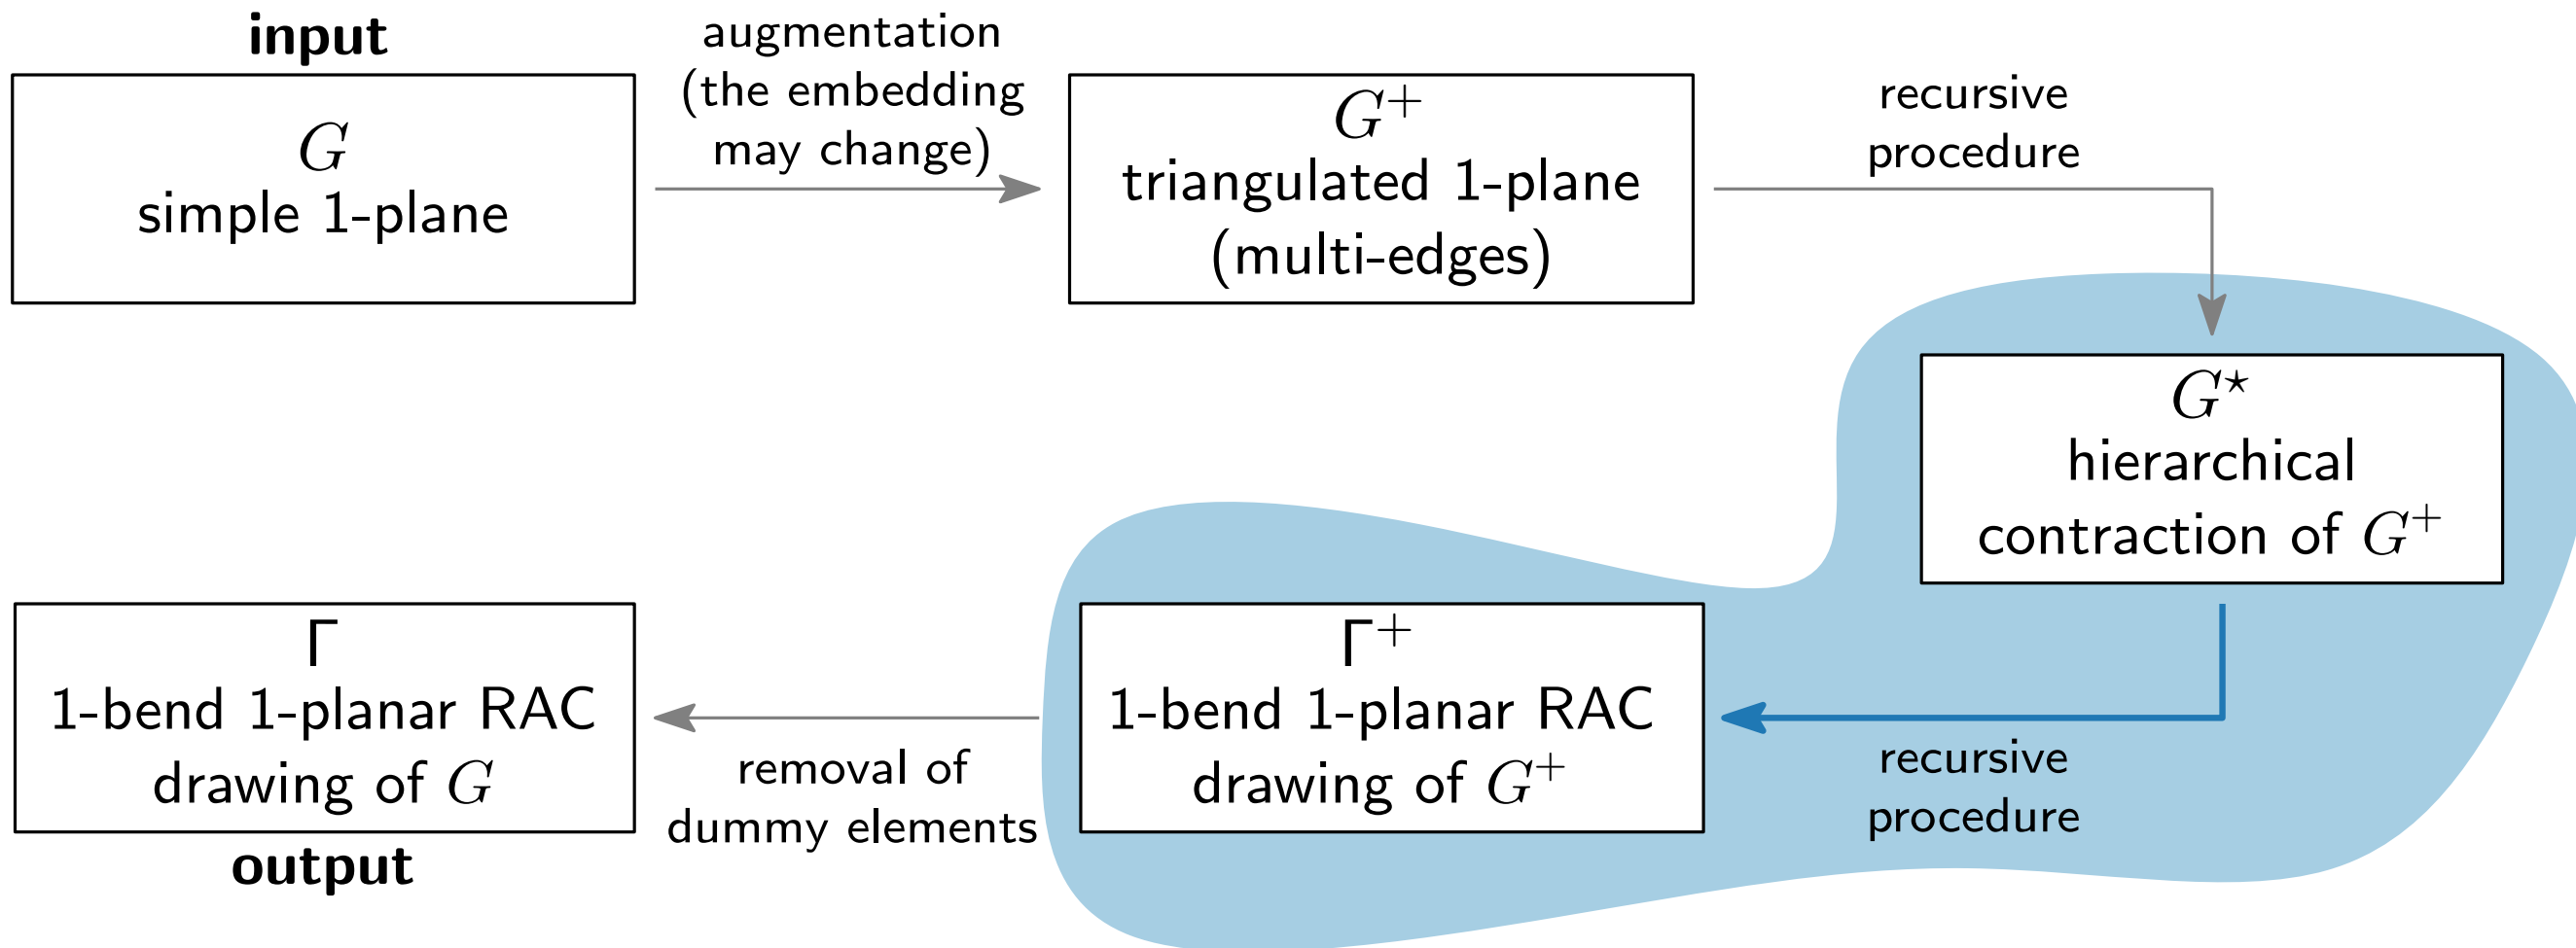 input
G
simple 1-plane
augmentation
(the embedding
may change)
G⁺
triangulated 1-plane
(multi-edges)
recursive
procedure
G⋆
hierarchical
contraction of G⁺
recursive
procedure
Γ⁺
1-bend 1-planar RAC
drawing of G⁺
removal of
dummy elements
Γ
1-bend 1-planar RAC
drawing of G
output